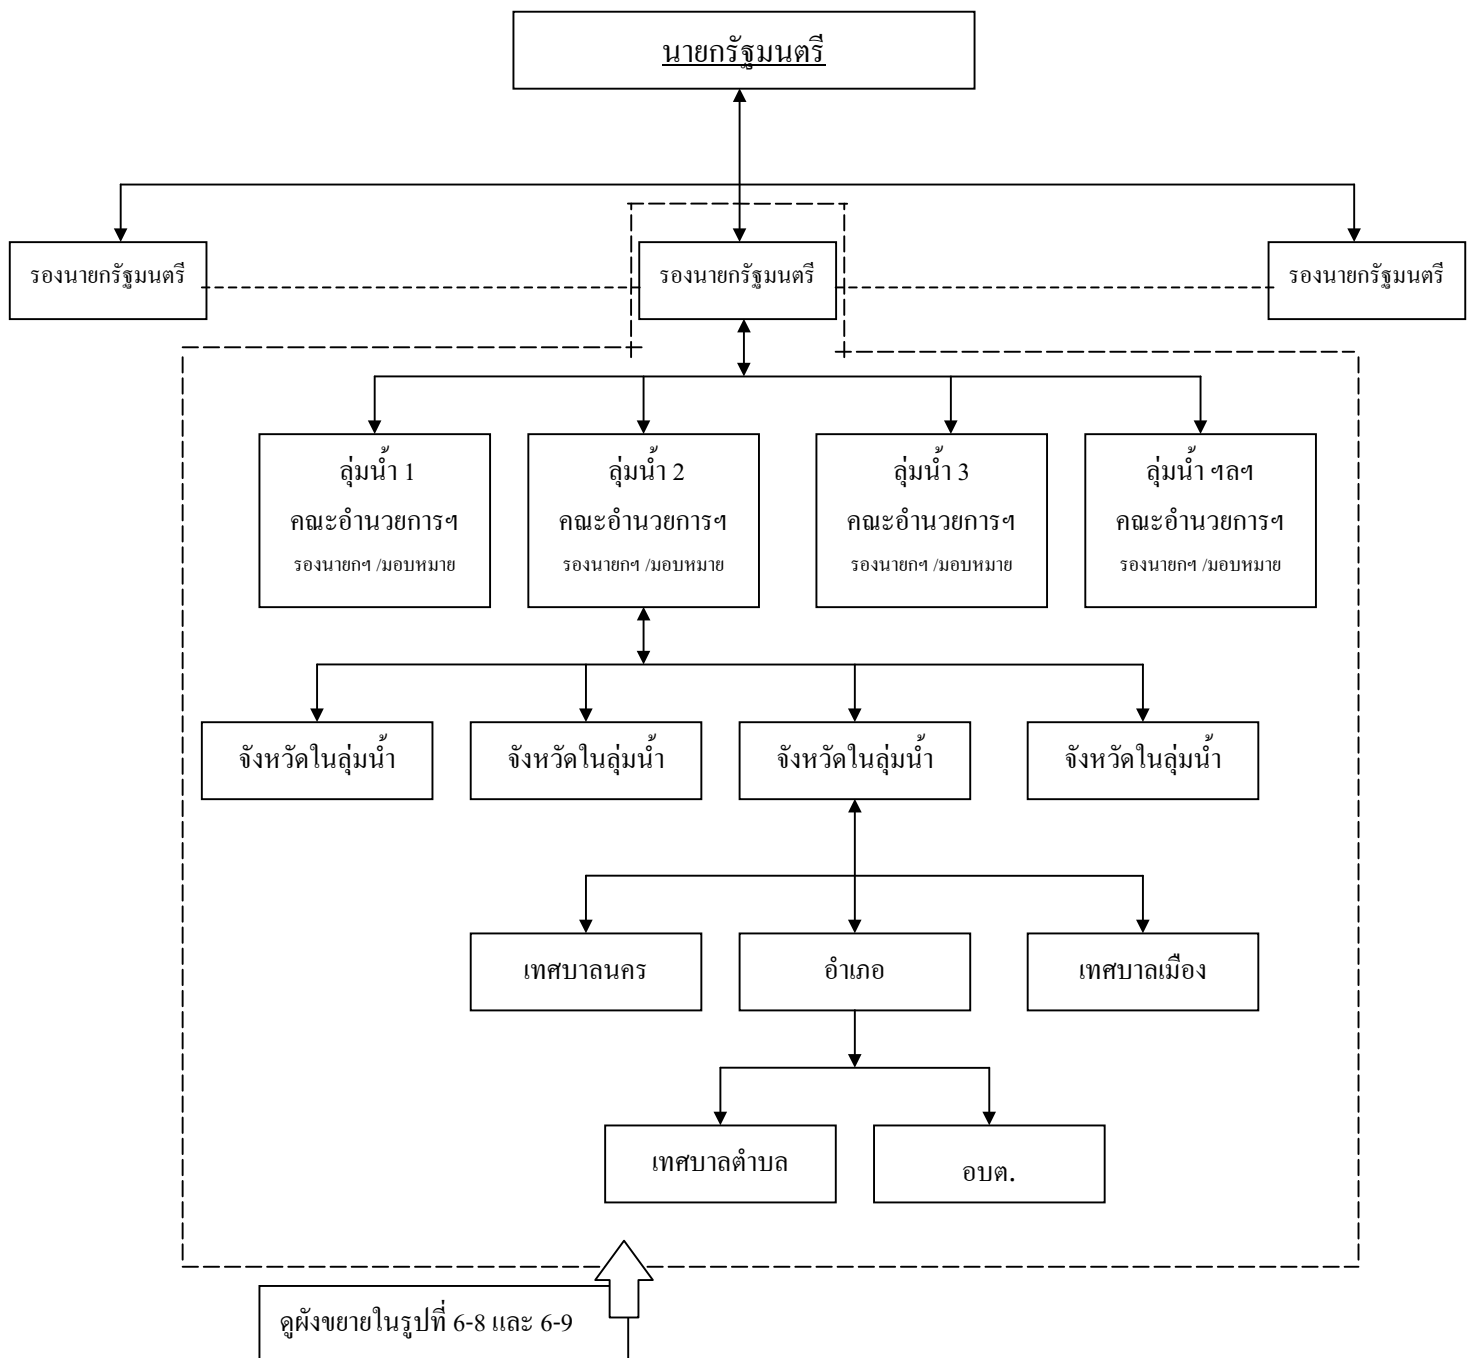 นายกรัฐมนตรี
รองนายกรัฐมนตรี
รองนายกรัฐมนตรี
รองนายกรัฐมนตรี
ลุ่มน้ำ 1
คณะอำนวยการฯ
รองนายกฯ /มอบหมาย
ลุ่มน้ำ 2
คณะอำนวยการฯ
รองนายกฯ /มอบหมาย
ลุ่มน้ำ 3
คณะอำนวยการฯ
รองนายกฯ /มอบหมาย
ลุ่มน้ำ ฯลฯ
คณะอำนวยการฯ
รองนายกฯ /มอบหมาย
จังหวัดในลุ่มน้ำ
จังหวัดในลุ่มน้ำ
จังหวัดในลุ่มน้ำ
จังหวัดในลุ่มน้ำ
เทศบาลนคร
อำเภอ
เทศบาลเมือง
เทศบาลตำบล
อบต.
ดูผังขยายในรูปที่ 6-8 และ 6-9